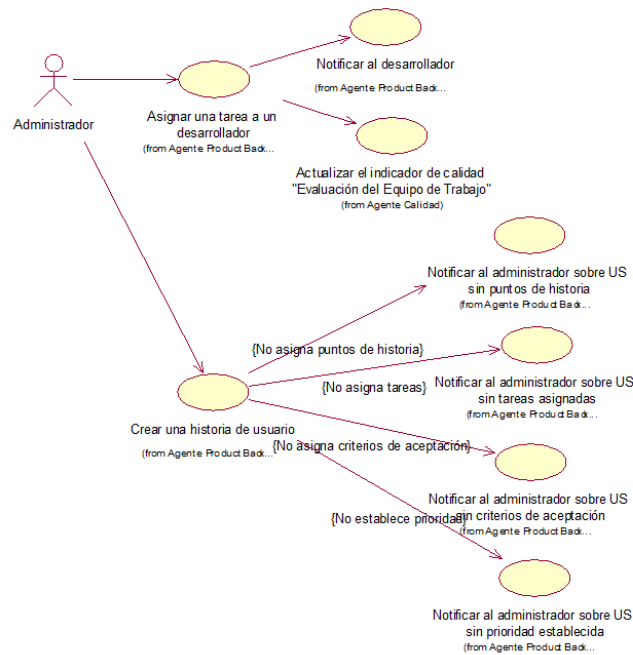 Notificar al desarrollador
(from Agente Product Back...
Administrador
Asignar una tarea a un
desarrollador
(from Agente Product Back...
Actualizar el indicador de calidad
"Evaluación del Equipo de Trabajo"
(from Agente Calidad)
Notificar al administrador sobre US
sin puntos de historia
(from Agente Product Back...
{No asigna puntos de historia}
{No asigna tareas}
Notificar al administrador sobre US
sin tareas asignadas
(from Agente Product Back...
Crear una historia de usuario
(from Agente Product Back...
{No asigna criterios de aceptación}
Notificar al administrador sobre US
sin criterios de aceptación
(from Agente Product Back...
{No establece prioridad}
Notificar al administrador sobre US
sin prioridad establecida
(from Agente Product Back...